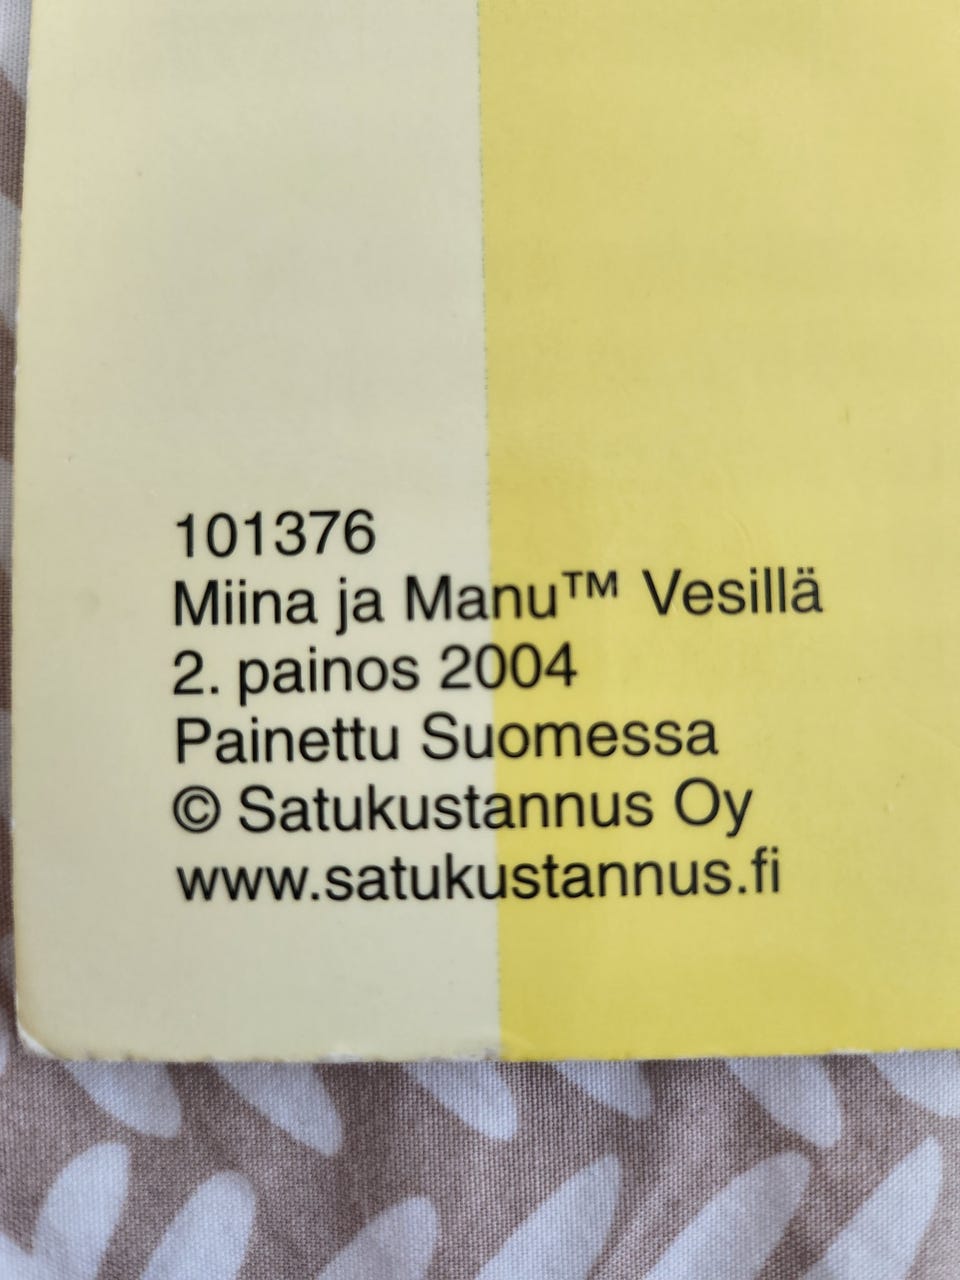 101376
Miina ja Manu™ Vesillä
2. painos 2004
Painettu Suomessa
© Satukustannus Oy
www.satukustannus.fi